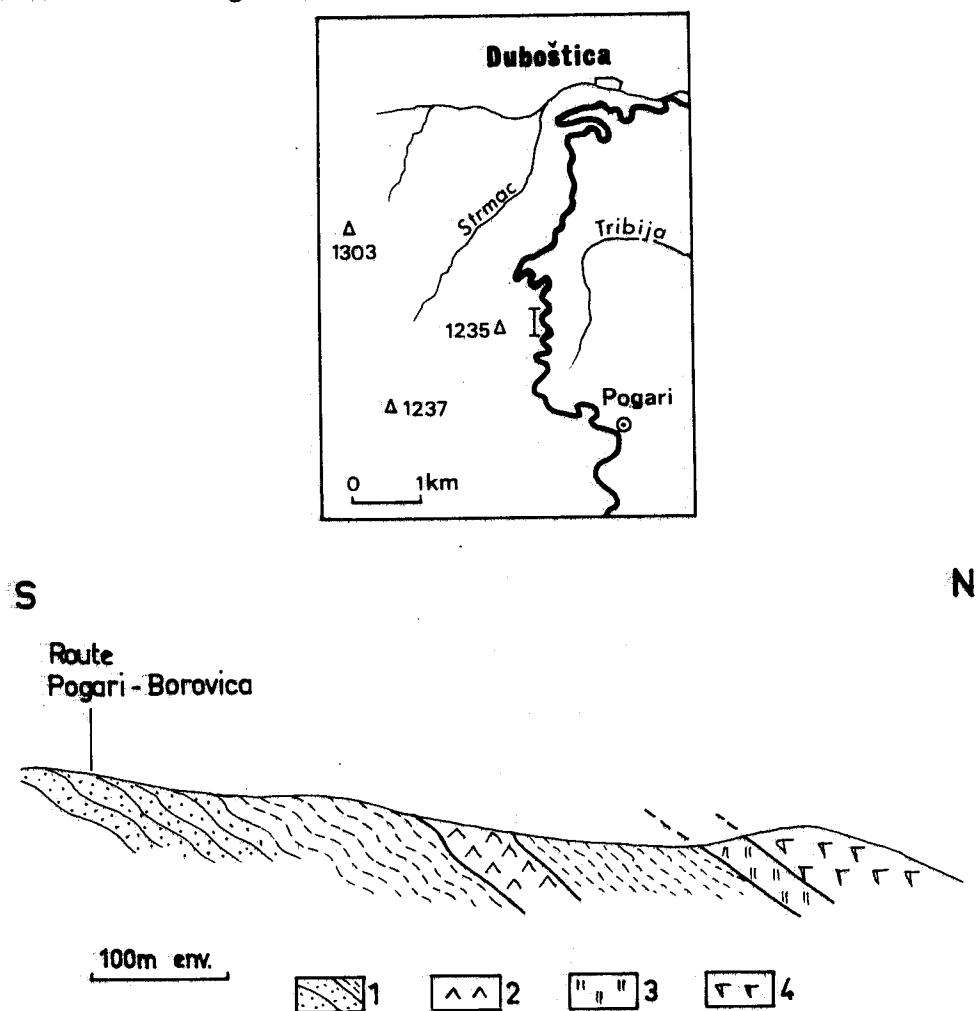 Duboštica
Strmac
Tribija
1303
1235
Pogari
1237
0 1km
S N
Route
Pogari - Borovica
100m env.
1 2 3 4